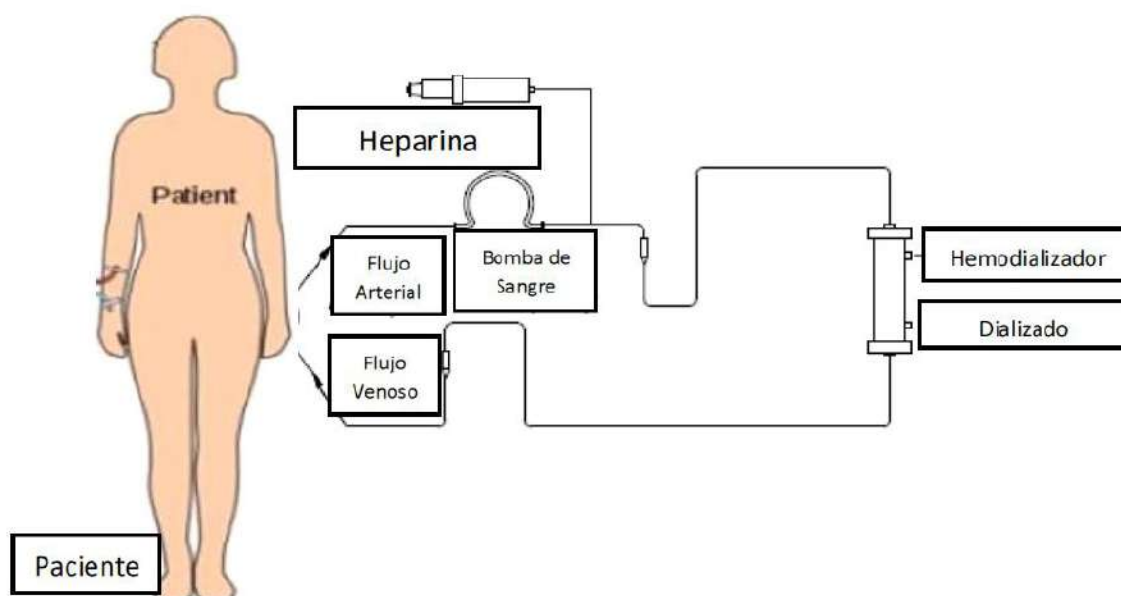 Heparina
Patient
Flujo
Arterial
Bomba de
Sangre
Hemodializador
Dializado
Flujo
Venoso
Paciente